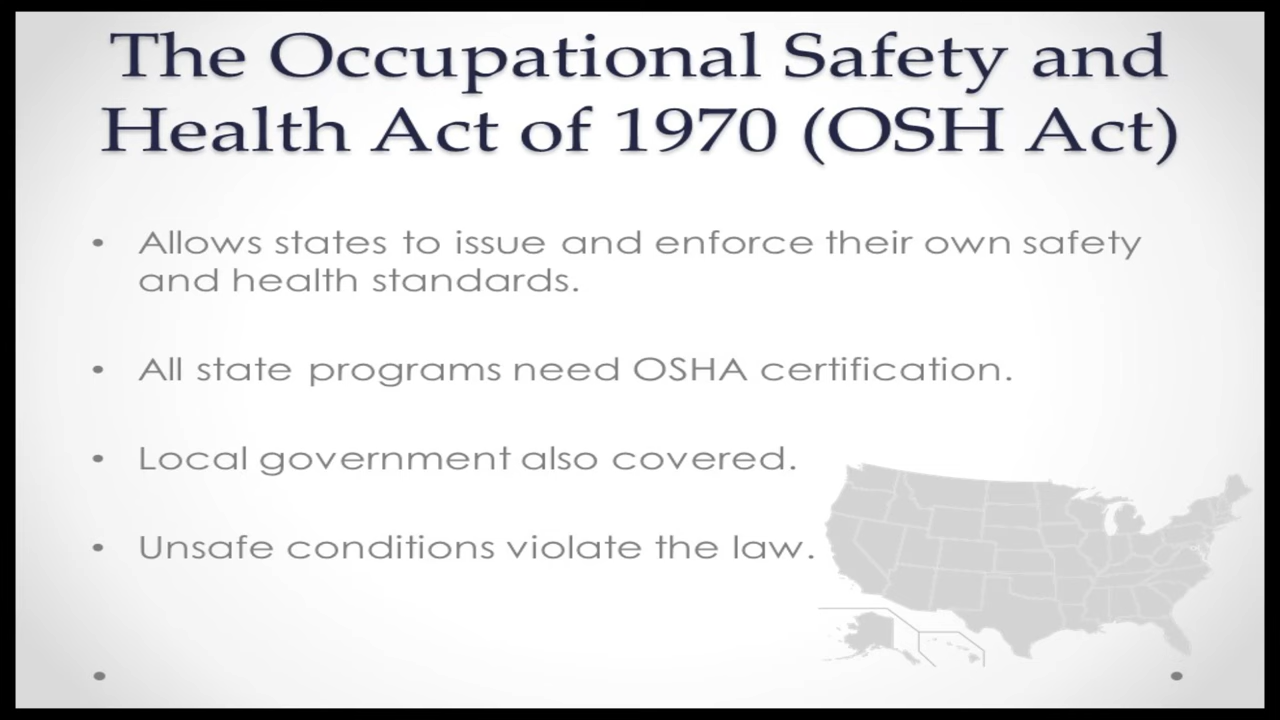 The Occupational Safety and
Health Act of 1970 (OSH Act)
• Allows states to issue and enforce their own safety
and health standards.
• All state programs need OSHA certification.
• Local government also covered.
• Unsafe conditions violate the law.